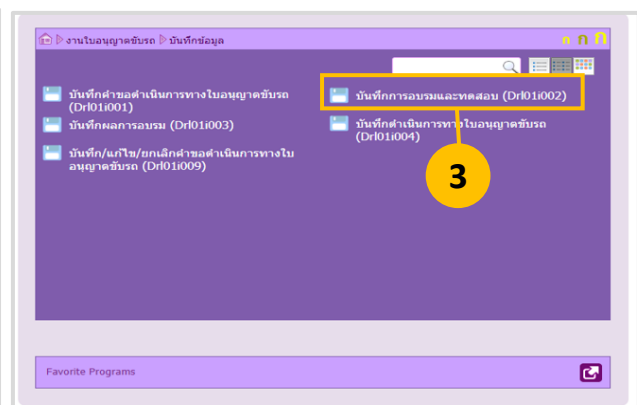 งานใบอนุญาตขับรถ บันทึกข้อมูล
ก ก ก
บันทึกคำขอดำเนินการทางใบอนุญาตขับรถ
(Drl01i001)
บันทึกการอบรมและทดสอบ (Drl01i002)
บันทึกผลการอบรม (Drl01i003)
บันทึกดำเนินการทางใบอนุญาตขับรถ
(Drl01i004)
บันทึก/แก้ไข/ยกเลิกคำขอดำเนินการทางใบ
อนุญาตขับรถ (Drl01i009)
3
Favorite Programs